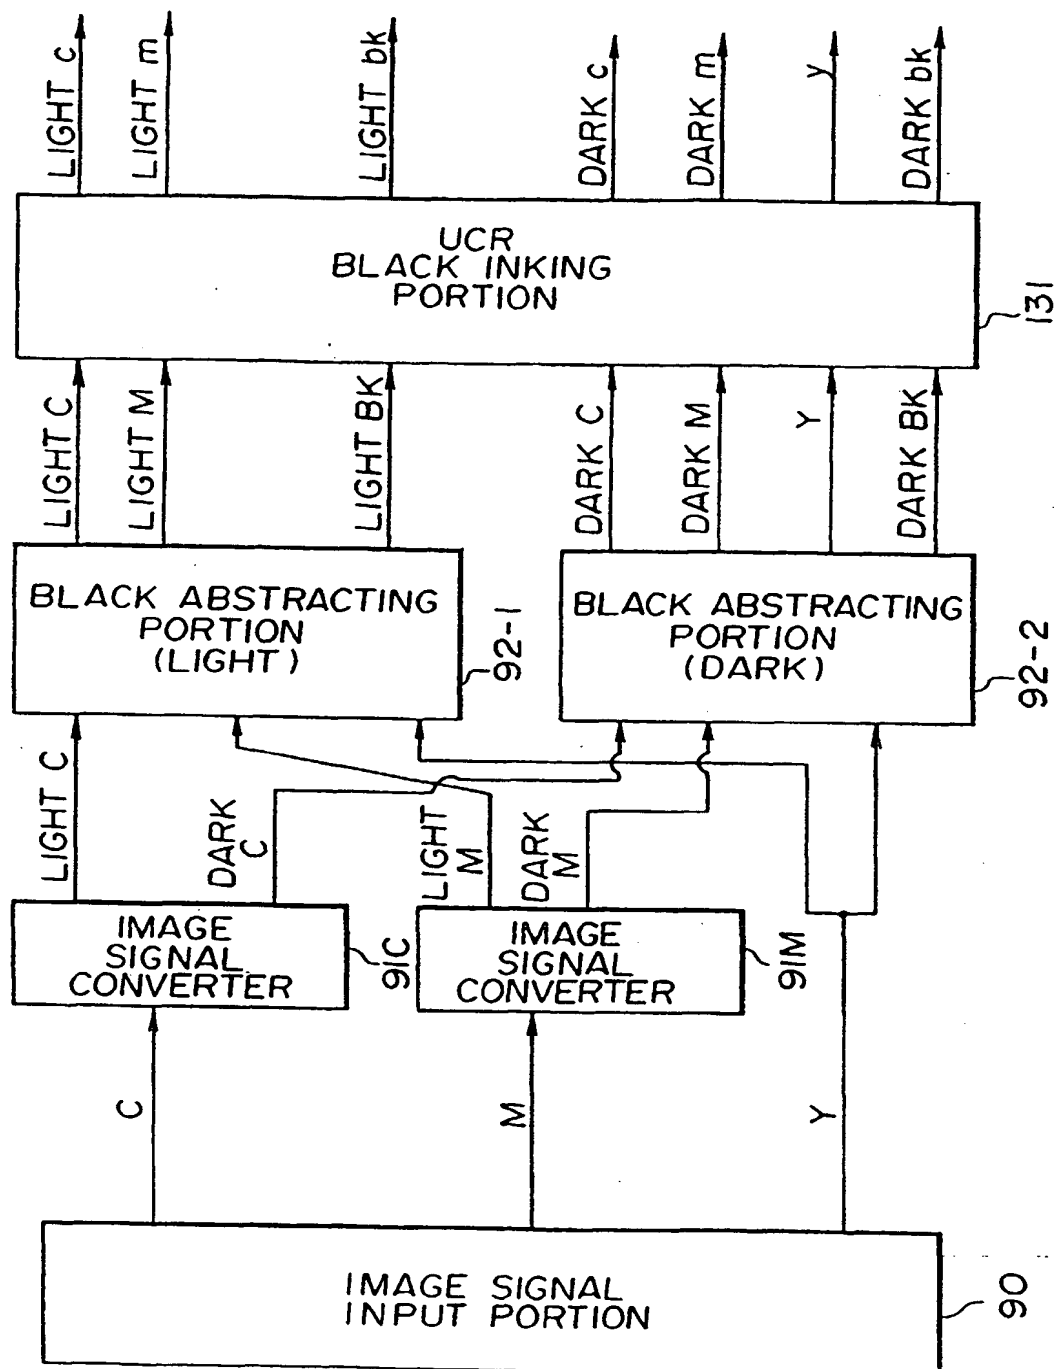 LIGHT c
LIGHT m
LIGHT bk
DARK c
DARK m
y
DARK bk
UCR
BLACK INKING
PORTION
131
LIGHT C
LIGHT M
LIGHT BK
DARK C
DARK M
Y
DARK BK
BLACK ABSTRACTING
PORTION
(LIGHT)
92-1
BLACK ABSTRACTING
PORTION
(DARK)
92-2
LIGHT C
DARK
C
LIGHT
M
DARK
M
IMAGE
SIGNAL
CONVERTER
91C
IMAGE
SIGNAL
CONVERTER
91M
C
M
Y
IMAGE SIGNAL
INPUT PORTION
90